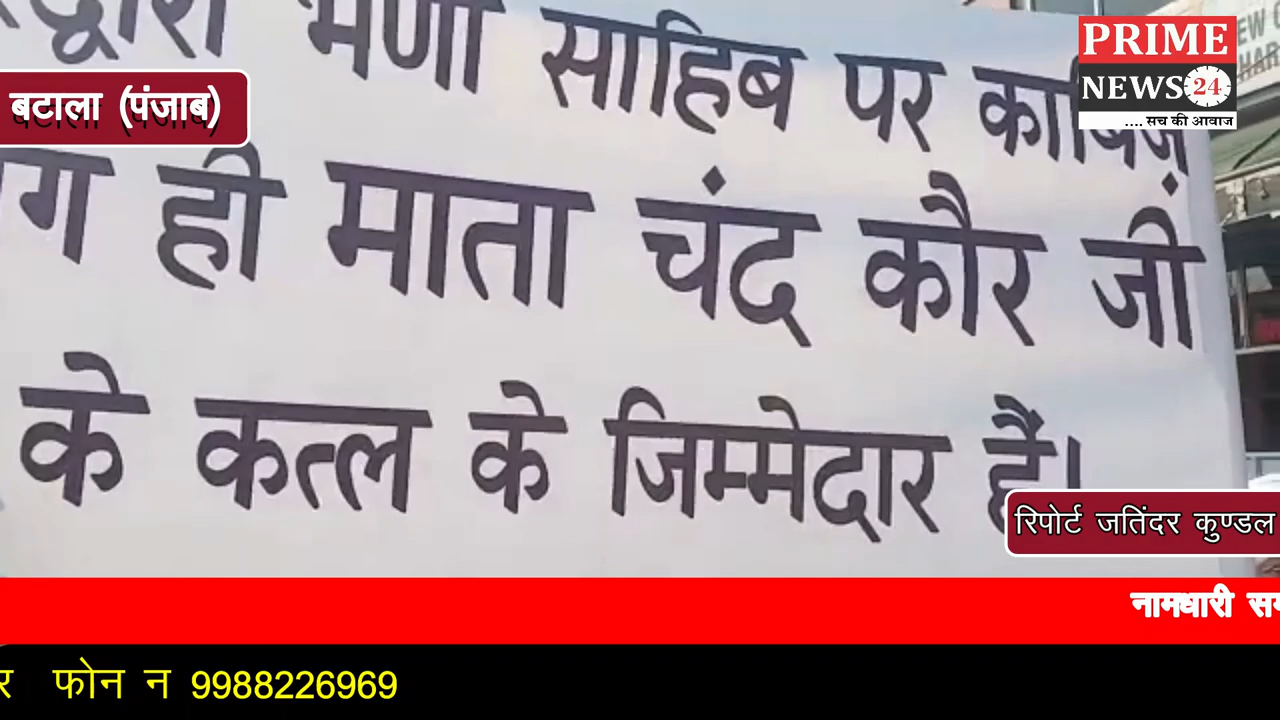 भैणी साहिब पर काबिज़
ही माता चंद कौर जी
के कत्ल के जिम्मेदार हैं।
बटाला (पंजाब)
PRIME
NEWS 24
....सच की आवाज
रिपोर्ट जतिंदर कुण्डल
नामधारी
फोन न 9988226969